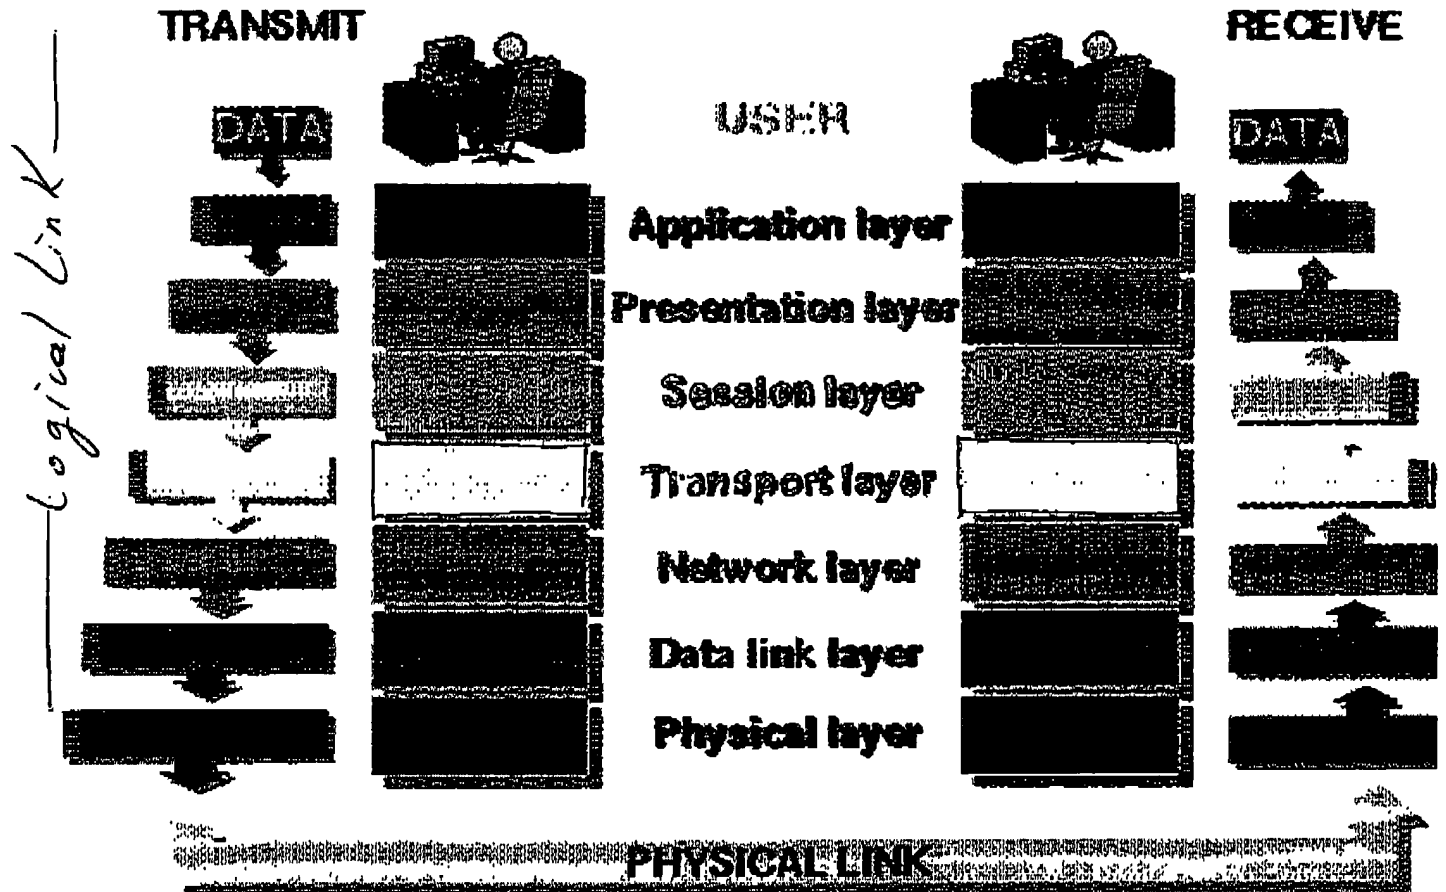 TRANSMIT
RECEIVE
DATA
USER
DATA
Logical Link
Application layer
Presentation layer
Session layer
Transport layer
Network layer
Data link layer
Physical layer
PHYSICAL LINK